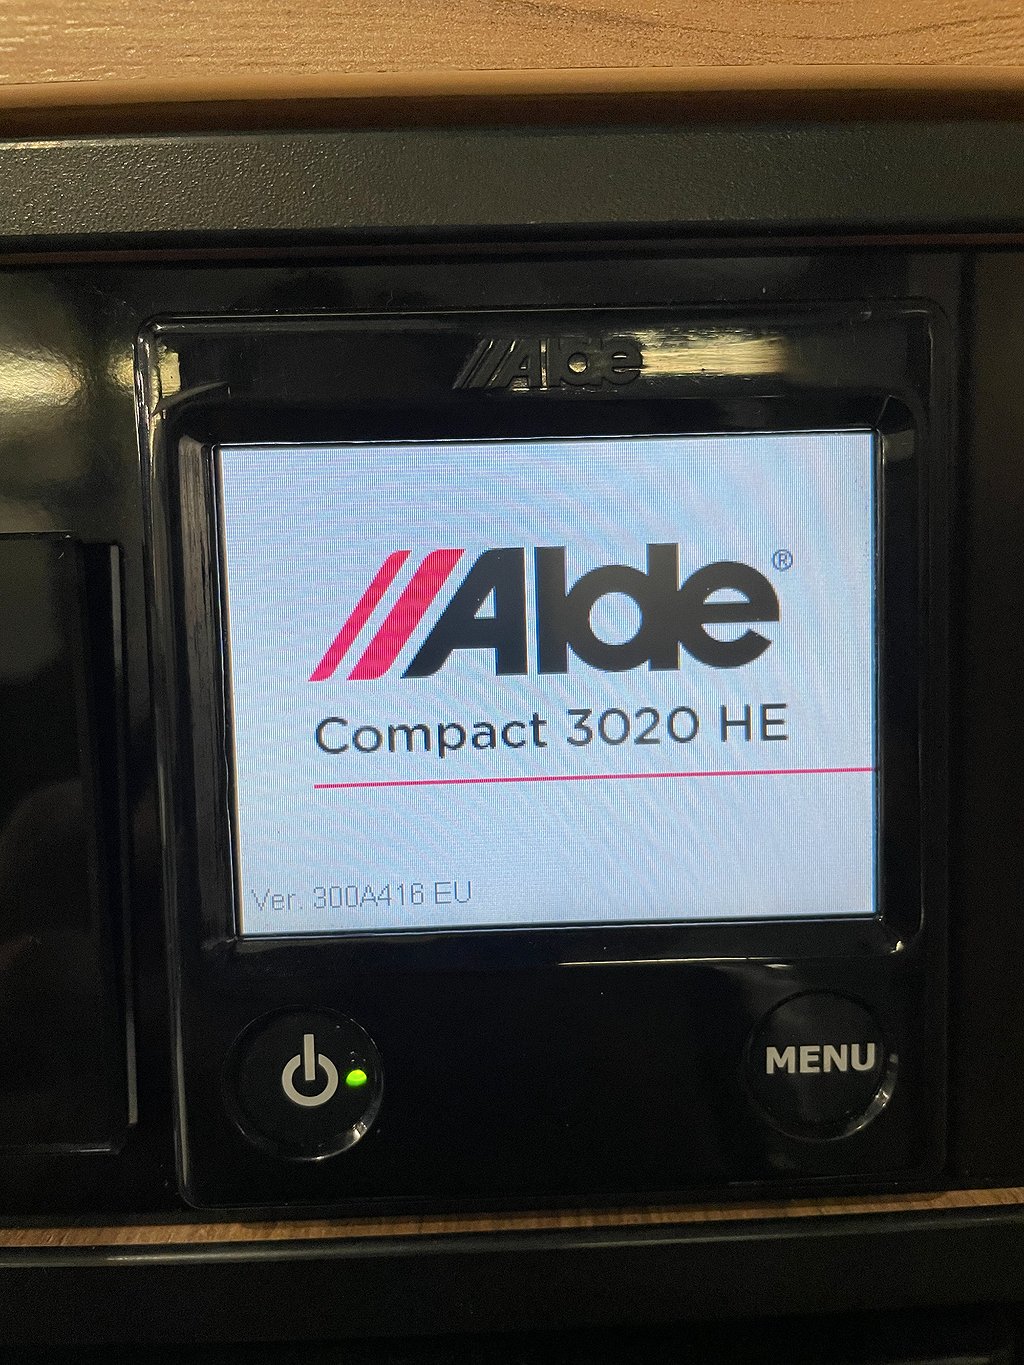 Alde
Alde®
Compact 3020 HE
Ver. 300A416 EU
MENU